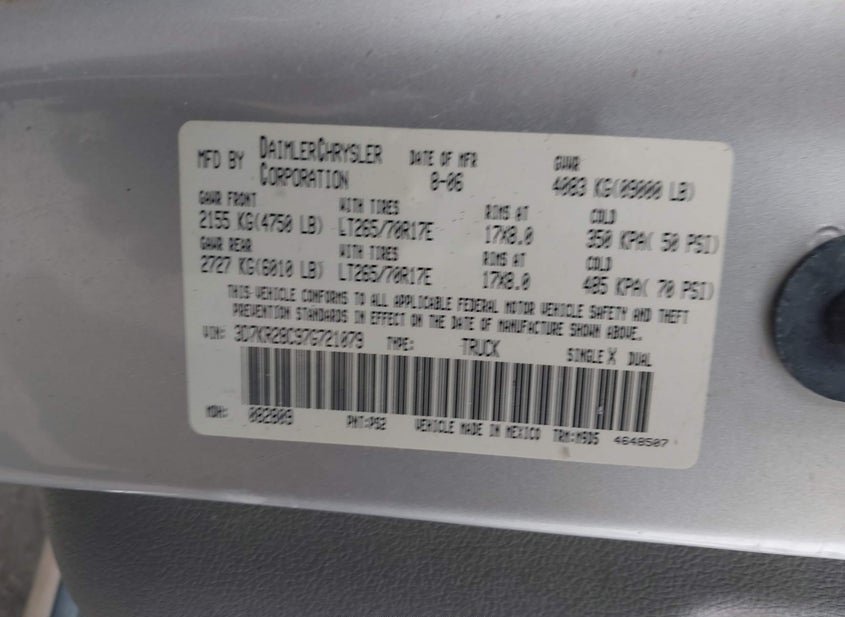 MFD BY DAIMLERCHRYSLER CORPORATION DATE OF MFR 8-06 GVWR 4083 KG(09000 LB)
GAWR FRONT WITH TIRES RIMS AT COLD
2155 KG(4750 LB) LT265/70R17E 17X8.0 350 KPA( 50 PSI)
GAWR REAR WITH TIRES RIMS AT COLD
2727 KG(6010 LB) LT265/70R17E 17X8.0 485 KPA( 70 PSI)
THIS VEHICLE CONFORMS TO ALL APPLICABLE FEDERAL MOTOR VEHICLE SAFETY AND THEFT
PREVENTION STANDARDS IN EFFECT ON THE DATE OF MANUFACTURE SHOWN ABOVE.
VIN: 3D7KR28C97G721079 TYPE: TRUCK SINGLE X DUAL
MDH: 082809 PNT:PS2 VEHICLE MADE IN MEXICO TRM:M9D5 4648507